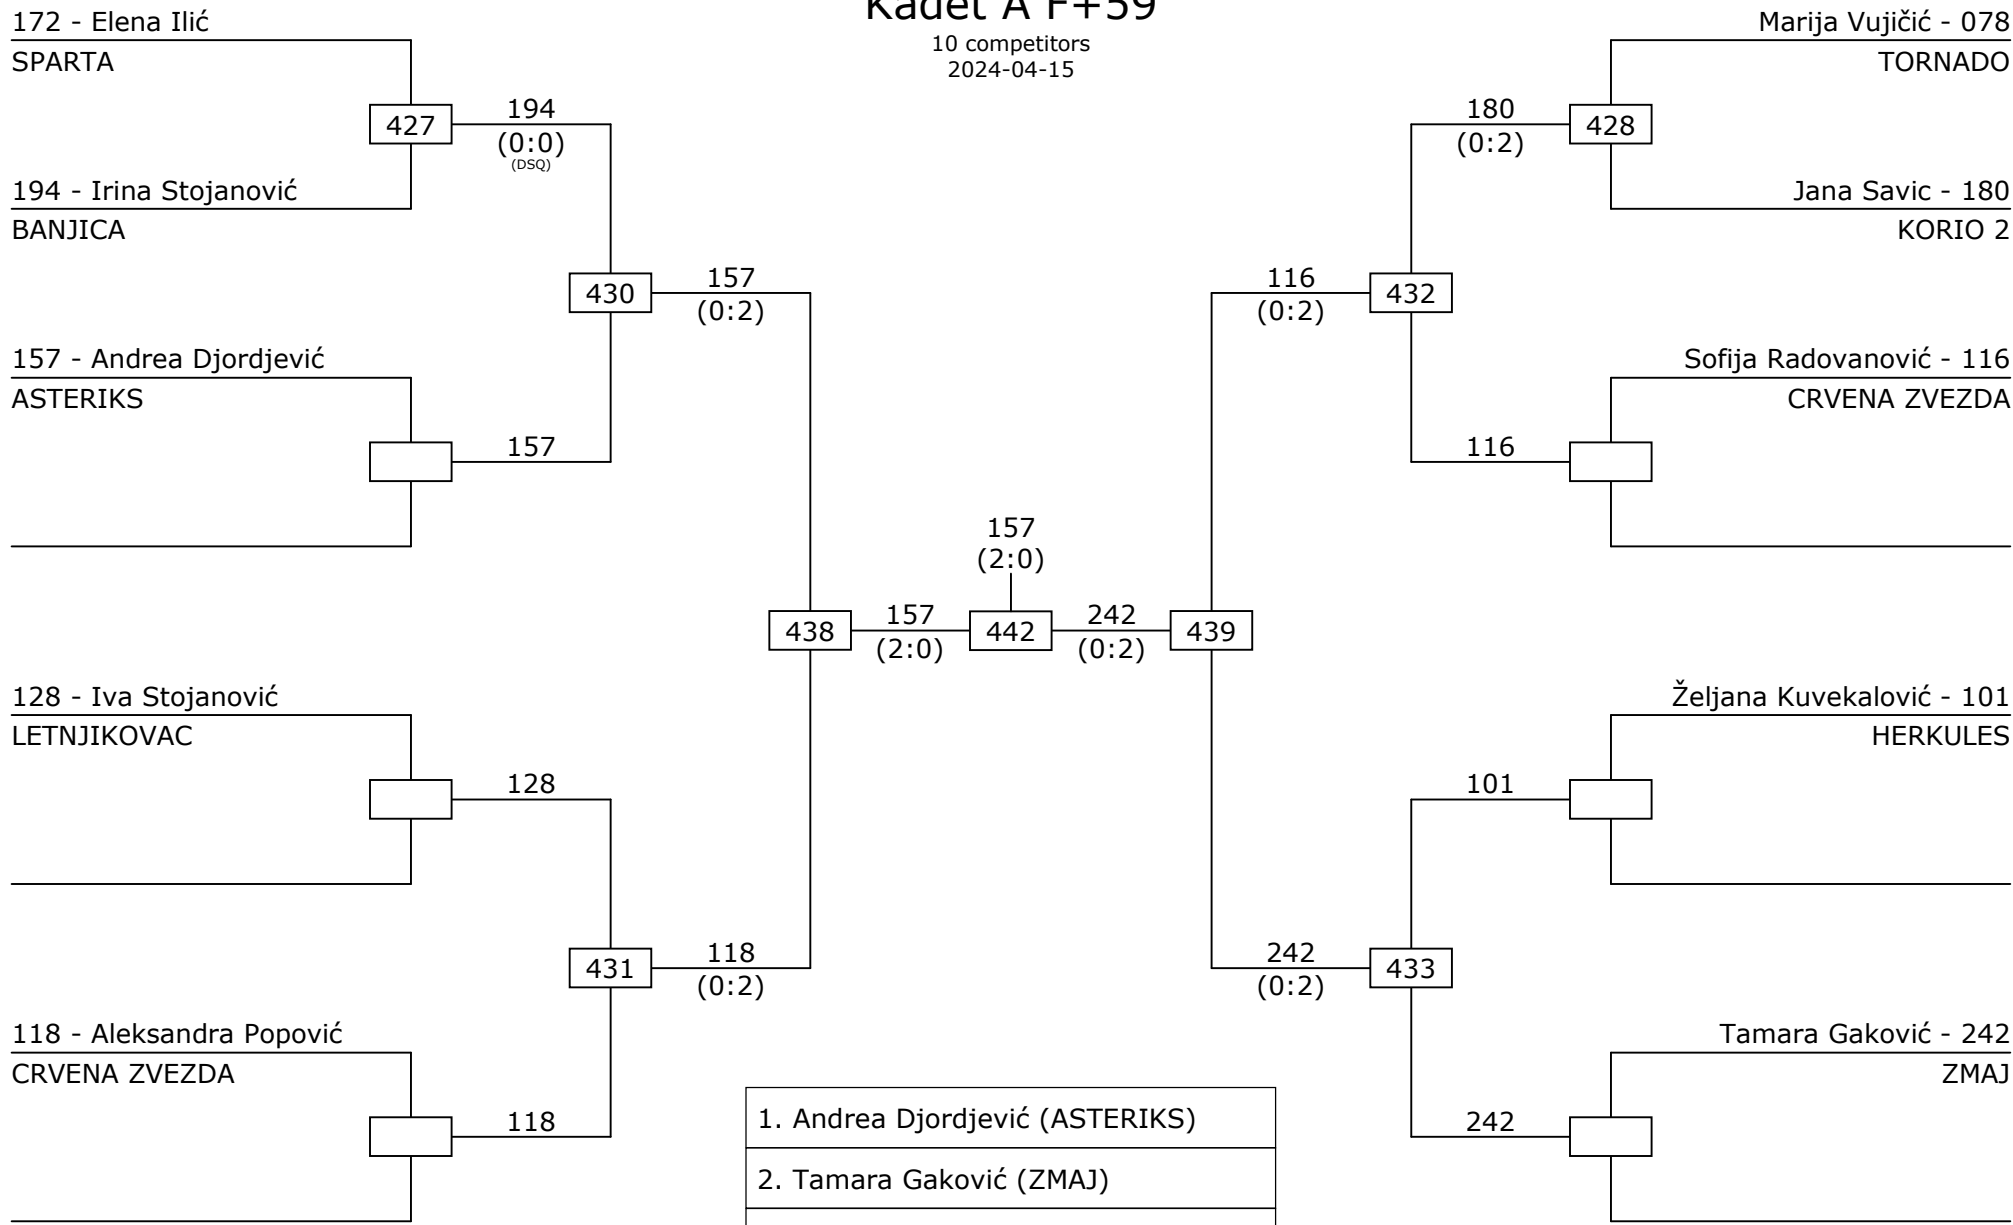 Kadet A F+59
10 competitors
2024-04-15
172 - Elena Ilić
SPARTA
427
194
(0:0)
(DSQ)
194 - Irina Stojanović
BANJICA
430
157
(0:2)
157 - Andrea Djordjević
ASTERIKS
157
128 - Iva Stojanović
LETNJIKOVAC
128
431
118
(0:2)
118 - Aleksandra Popović
CRVENA ZVEZDA
118
438
157
(2:0)
157
(2:0)
442
242
(0:2)
439
Marija Vujičić - 078
TORNADO
180
(0:2)
428
Jana Savic - 180
KORIO 2
116
(0:2)
432
Sofija Radovanović - 116
CRVENA ZVEZDA
116
Željana Kuvekalović - 101
HERKULES
101
242
(0:2)
433
Tamara Gaković - 242
ZMAJ
242
1. Andrea Djordjević (ASTERIKS)
2. Tamara Gaković (ZMAJ)